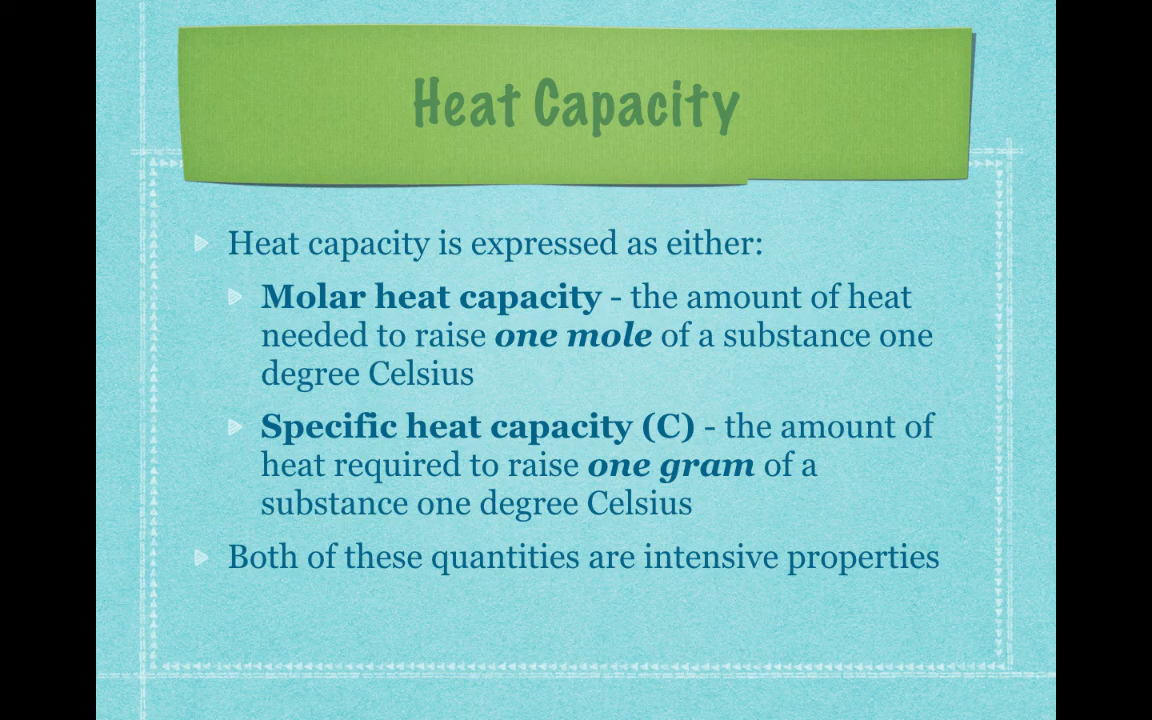 Heat Capacity
Heat capacity is expressed as either:
Molar heat capacity - the amount of heat
needed to raise one mole of a substance one
degree Celsius
Specific heat capacity (C) - the amount of
heat required to raise one gram of a
substance one degree Celsius
Both of these quantities are intensive properties